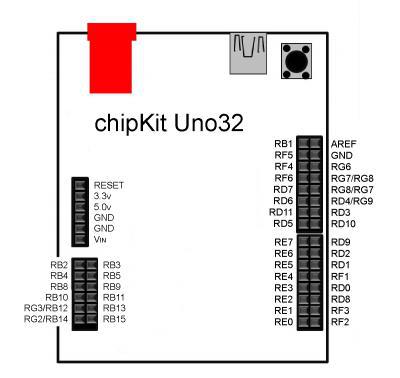 chipKit Uno32
RB1 AREF
RF5 GND
RF4 RG6
RF6 RG7/RG8
RD7 RG8/RG7
RD6 RD4/RG9
RD11 RD3
RD5 RD10
RE7 RD9
RE6 RD2
RE5 RD1
RE4 RF1
RE3 RD0
RE2 RD8
RE1 RF3
RE0 RF2
RESET
3.3v
5.0v
GND
GND
VIN
RB2 RB3
RB4 RB5
RB8 RB9
RB10 RB11
RG3/RB12 RB13
RG2/RB14 RB15